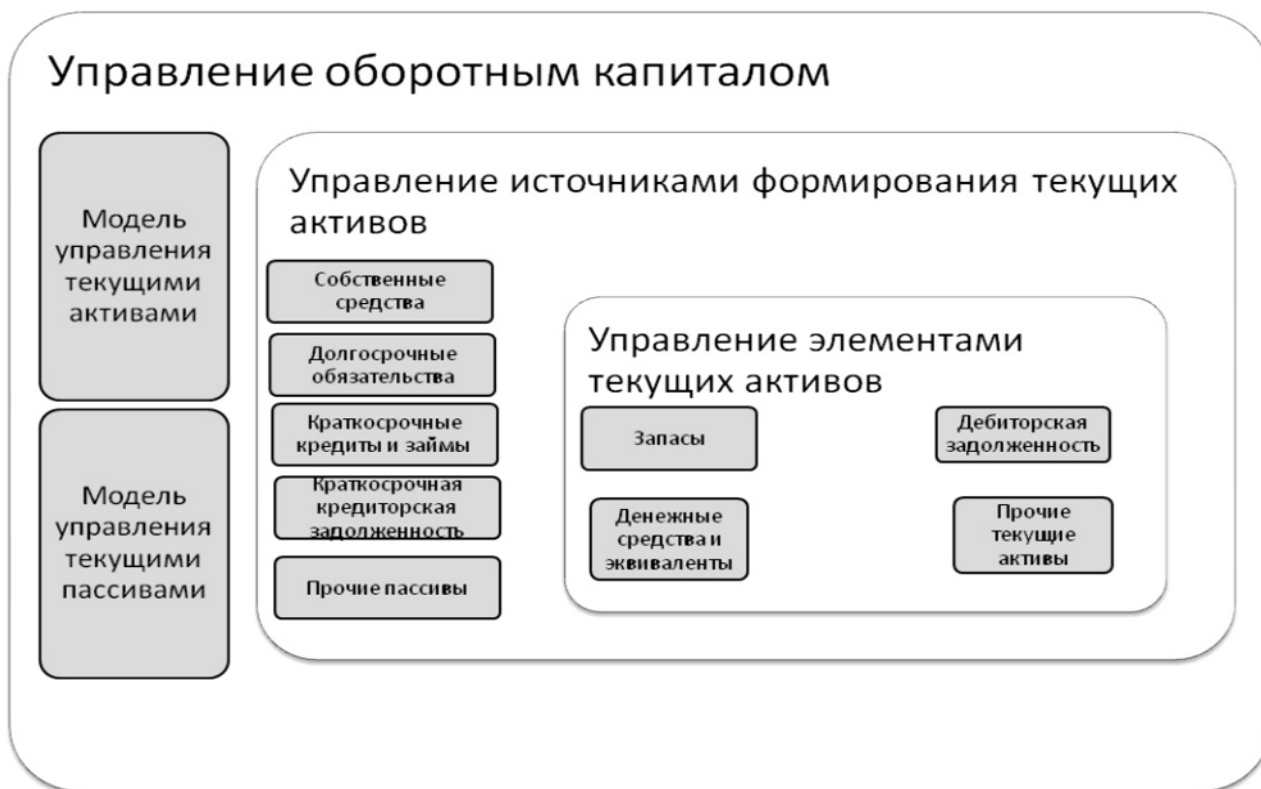 Управление оборотным капиталом
Модель
управления
текущими
активами
Модель
управления
текущими
пассивами
Управление источниками формирования текущих
активов
Собственные
средства
Долгосрочные
обязательства
Краткосрочные
кредиты и займы
Краткосрочная
кредиторская
задолженность
Прочие пассивы
Управление элементами
текущих активов
Запасы
Дебиторская
задолженность
Денежные
средства и
эквиваленты
Прочие
текущие
активы